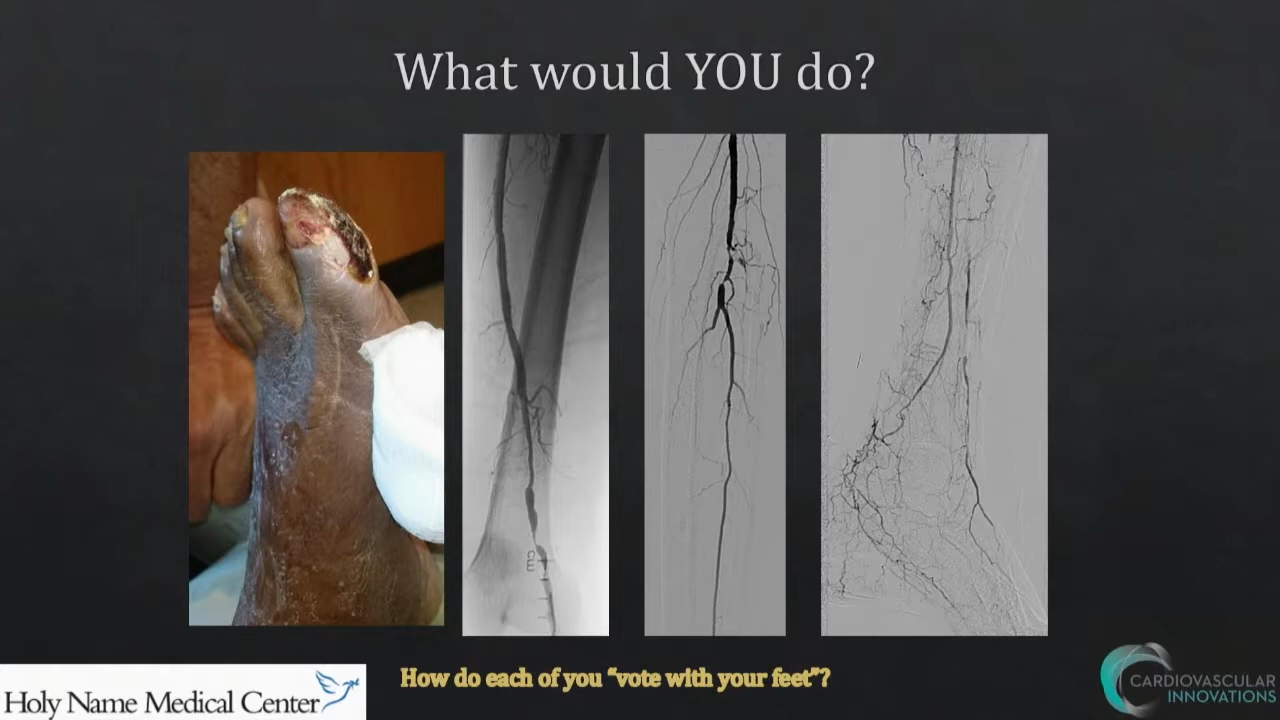 What would YOU do?
cm
How do each of you “vote with your feet”?
Holy Name Medical Center
CARDIOVASCULAR
INNOVATIONS